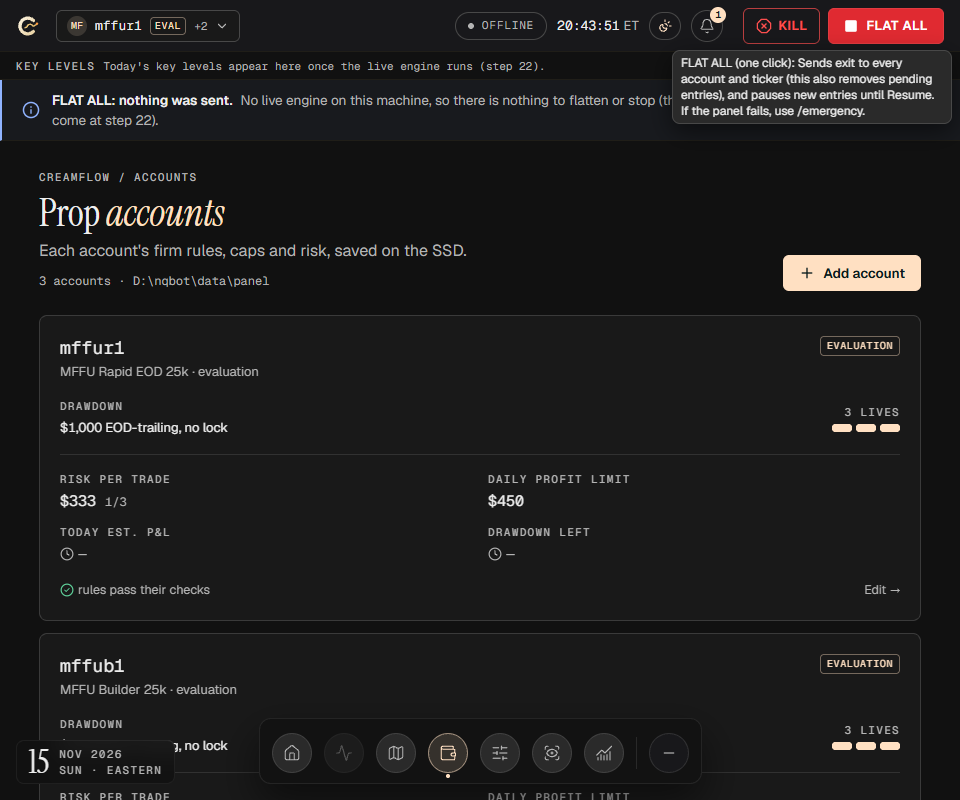 MF mffur1 EVAL +2
OFFLINE 20:43:51 ET 1 KILL FLAT ALL
KEY LEVELS Today's key levels appear here once the live engine runs (step 22).
FLAT ALL (one click): Sends exit to every
account and ticker (this also removes pending
entries), and pauses new entries until Resume.
If the panel fails, use /emergency.
FLAT ALL: nothing was sent. No live engine on this machine, so there is nothing to flatten or stop
come at step 22).
CREAMFLOW / ACCOUNTS
Prop accounts
Each account's firm rules, caps and risk, saved on the SSD.
3 accounts · D:\nqbot\data\panel
+ Add account
mffur1
EVALUATION
MFFU Rapid EOD 25k · evaluation
DRAWDOWN
$1,000 EOD-trailing, no lock
3 LIVES
RISK PER TRADE
$333 1/3
DAILY PROFIT LIMIT
$450
TODAY EST. P&L
–
DRAWDOWN LEFT
–
rules pass their checks
Edit →
mffub1
EVALUATION
MFFU Builder 25k · evaluation
DRAWDOWN
no lock
3 LIVES
15 NOV 2026
SUN · EASTERN
RISK PER TRADE
DAILY PROFIT LIMIT